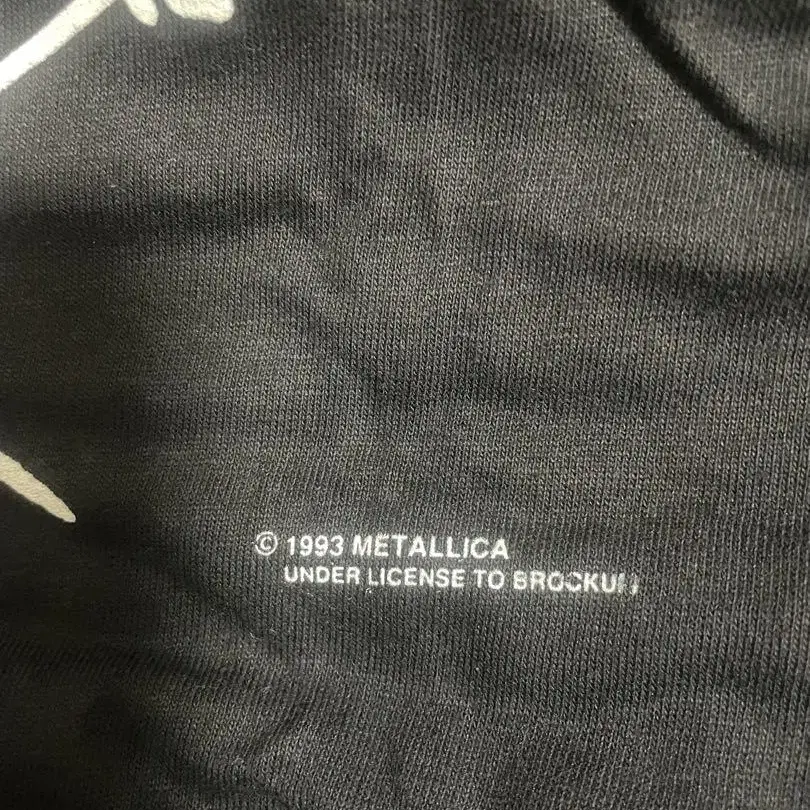 © 1993 METALLICA
UNDER LICENSE TO BROCKUM